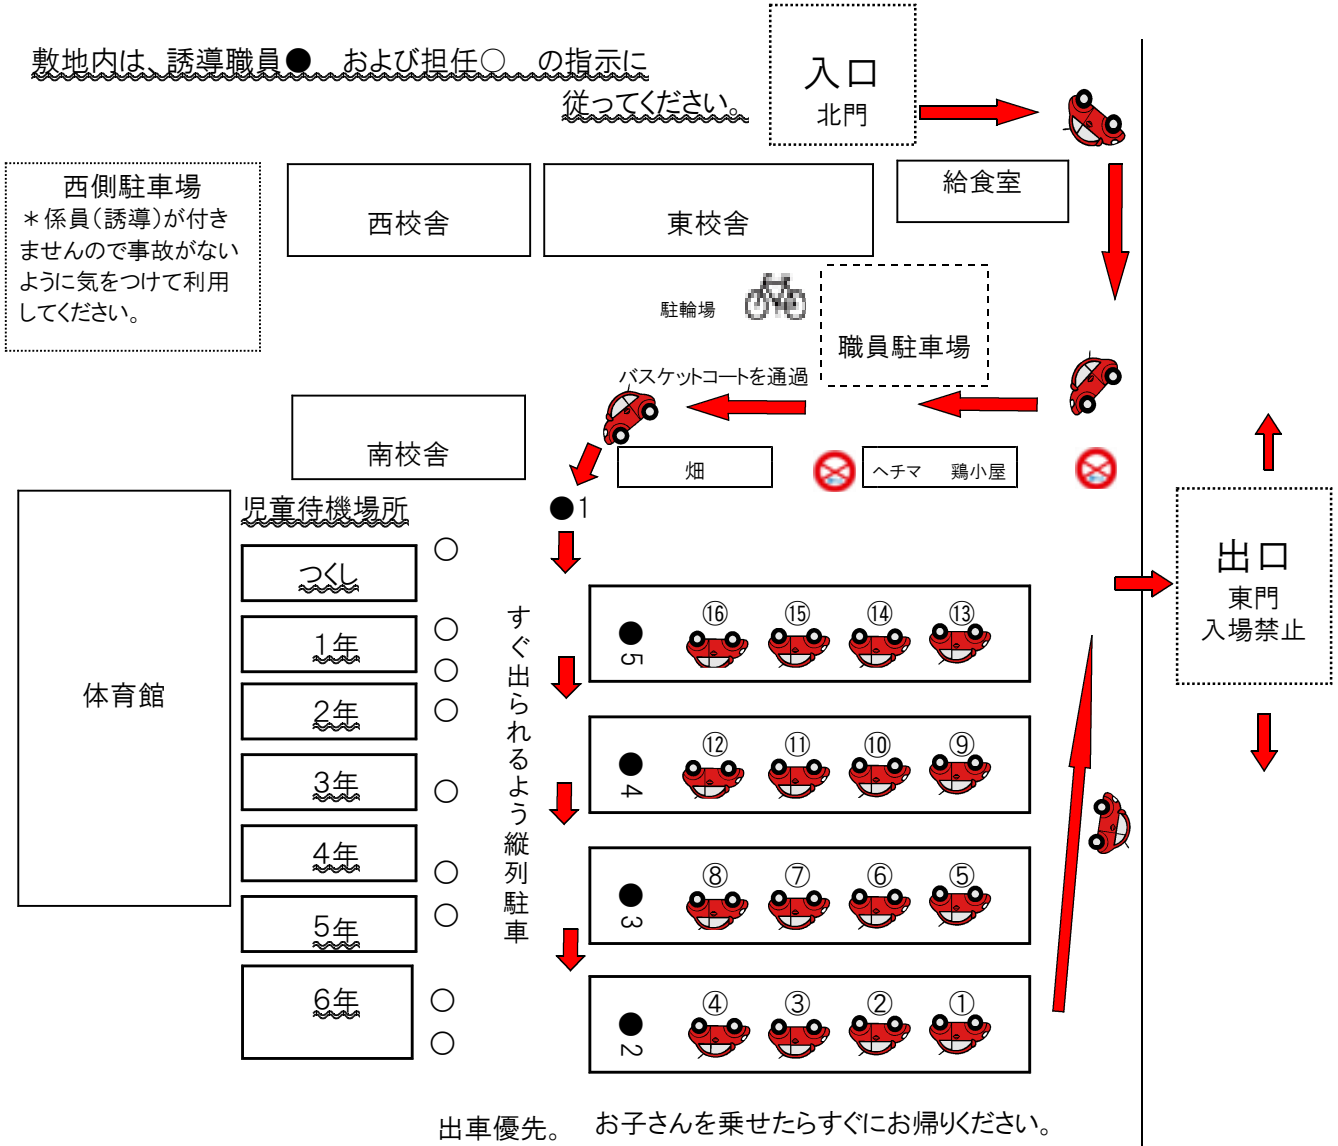 敷地内は、誘導職員● および担任○ の指示に
従ってください。
入口
北門
西側駐車場
＊係員（誘導）が付き
ませんので事故がない
ように気をつけて利用
してください。
西校舎
東校舎
給食室
駐輪場
職員駐車場
バスケットコートを通過
南校舎
畑
ヘチマ 鶏小屋
児童待機場所
●1
体育館
つくし
1年
2年
3年
4年
5年
6年
すぐ出られるよう縦列駐車
⑯ ⑮ ⑭ ⑬
●5
⑫ ⑪ ⑩ ⑨
●4
⑧ ⑦ ⑥ ⑤
●3
④ ③ ② ①
●2
出口
東門
入場禁止
出車優先。 お子さんを乗せたらすぐにお帰りください。